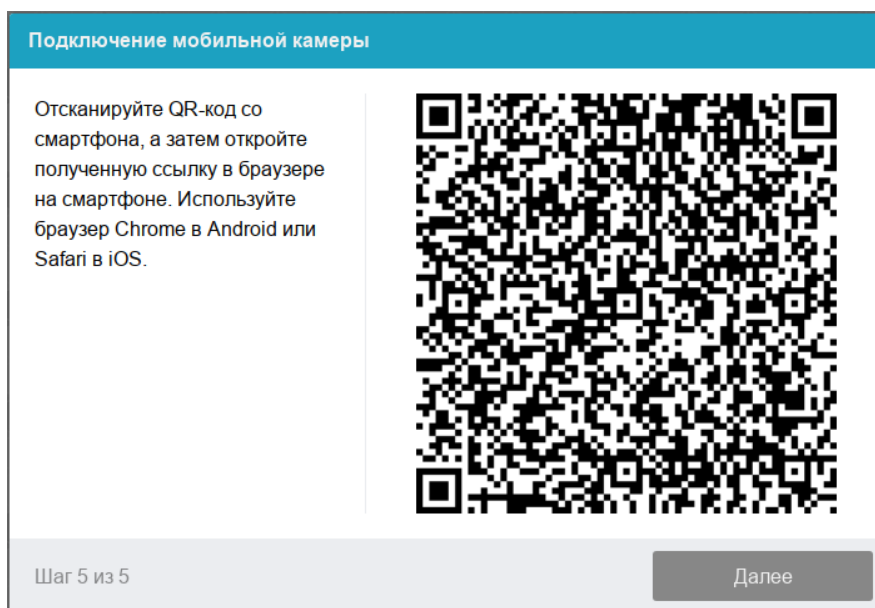 Подключение мобильной камеры
Отсканируйте QR-код со
смартфона, а затем откройте
полученную ссылку в браузере
на смартфоне. Используйте
браузер Chrome в Android или
Safari в iOS.
Шаг 5 из 5
Далее